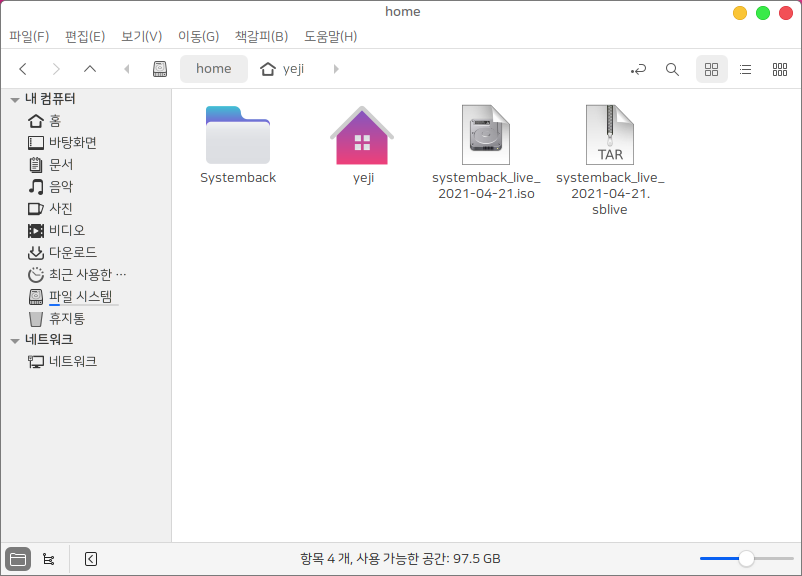 home
파일(F) 편집(E) 보기(V) 이동(G) 책갈피(B) 도움말(H)
home yeji
내 컴퓨터
홈
바탕화면
문서
음악
사진
비디오
다운로드
최근 사용한 …
파일 시스템
휴지통
네트워크
네트워크
Systemback
yeji
systemback_live_
2021-04-21.iso
TAR
systemback_live_
2021-04-21.
sblive
항목 4 개, 사용 가능한 공간: 97.5 GB